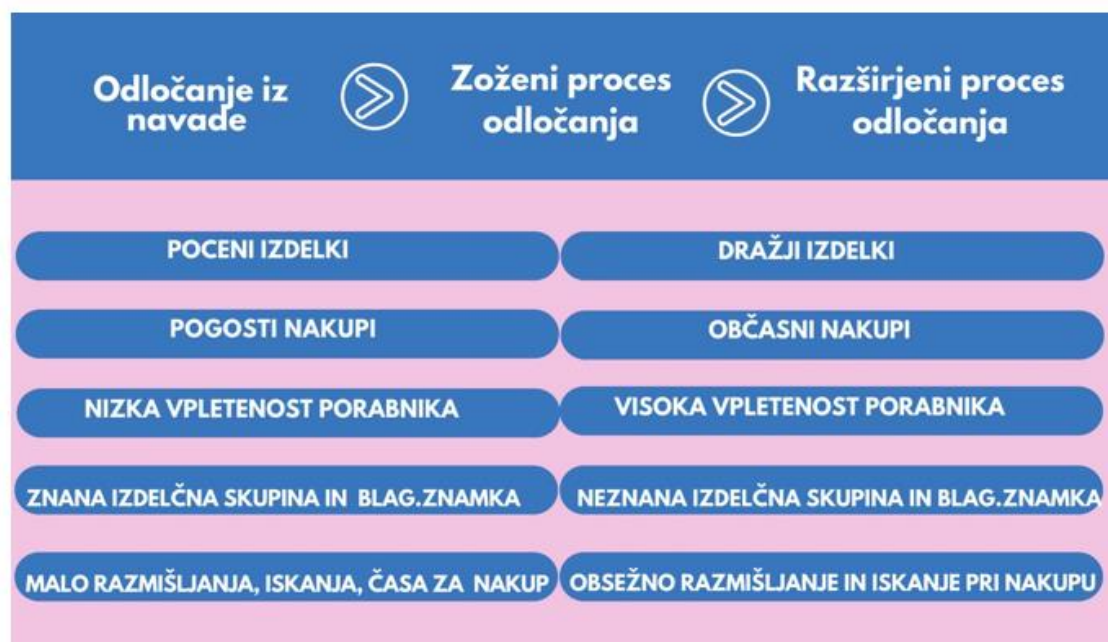 Odločanje iz
navade
Zoženi proces
odločanja
Razširjeni proces
odločanja
POCENI IZDELKI
DRAŽJI IZDELKI
POGOSTI NAKUPI
OBČASNI NAKUPI
NIZKA VPLETENOST PORABNIKA
VISOKA VPLETENOST PORABNIKA
ZNANA IZDELČNA SKUPINA IN BLAG.ZNAMKA
NEZNANA IZDELČNA SKUPINA IN BLAG.ZNAMKA
MALO RAZMIŠLJANJA, ISKANJA, ČASA ZA NAKUP
OBSEŽNO RAZMIŠLJANJE IN ISKANJE PRI NAKUPU